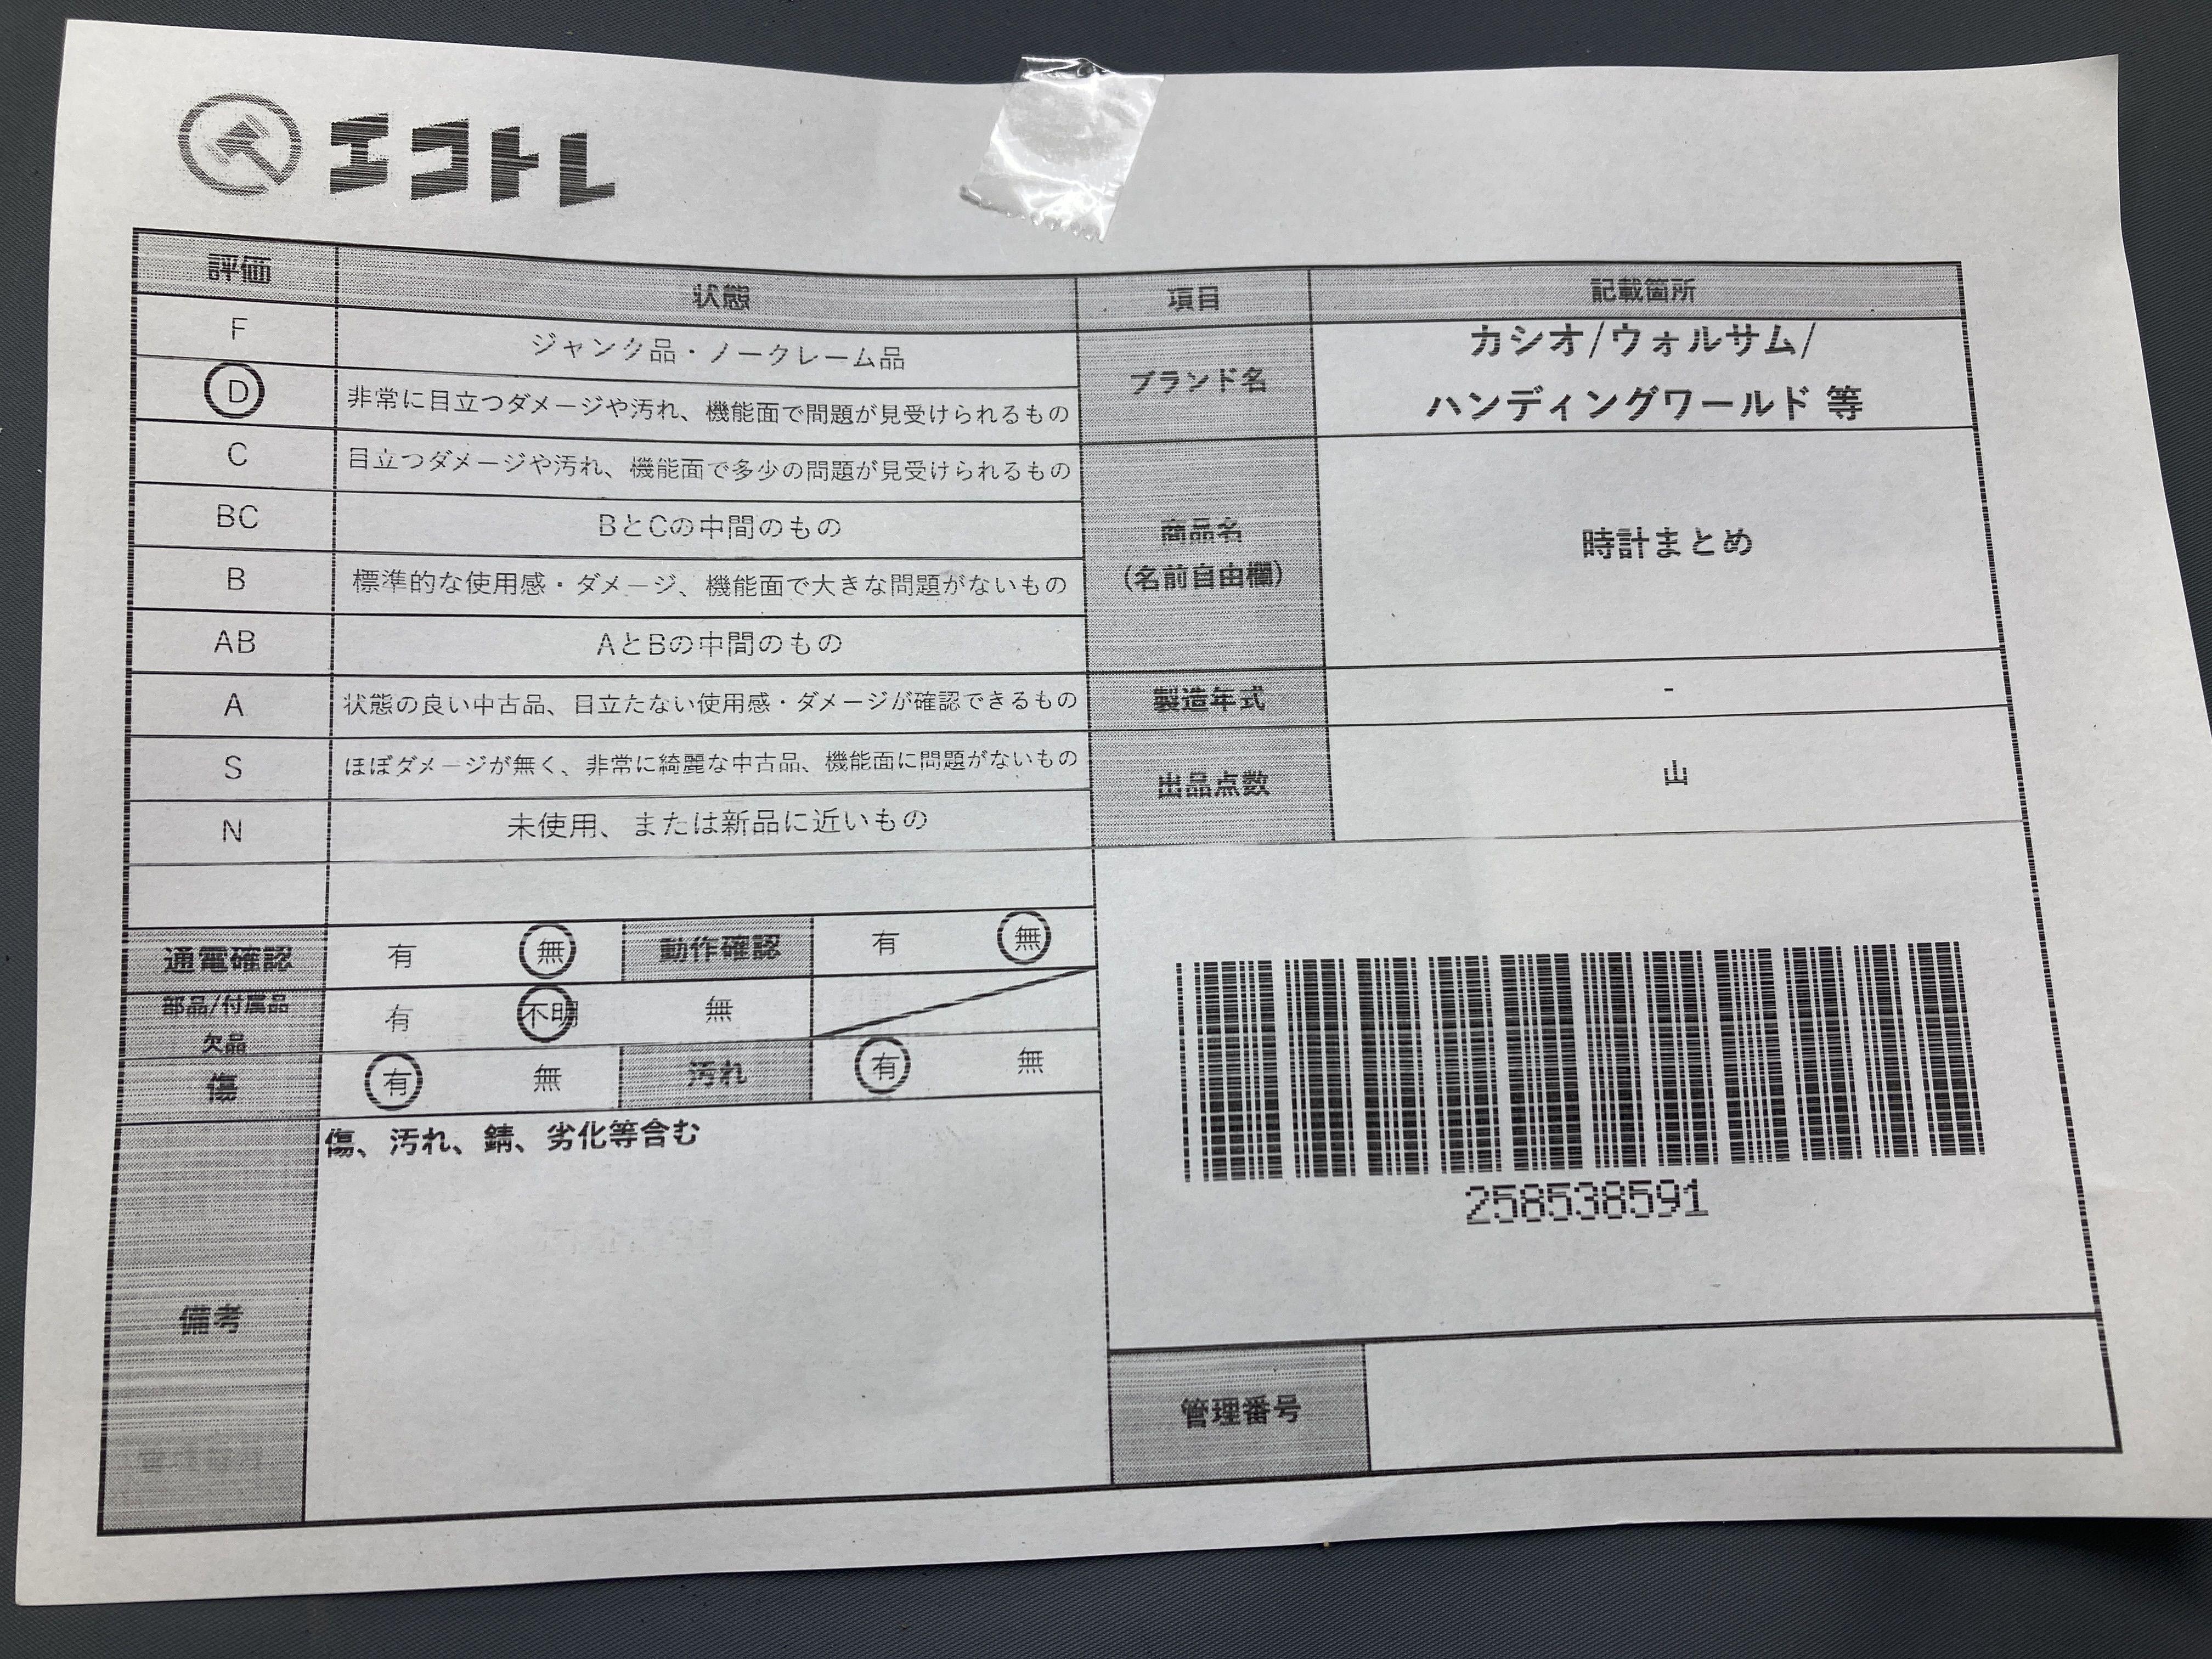 エコトレ
評価 状態
F ジャンク品・ノークレーム品
D 非常に目立つダメージや汚れ、機能面で問題が見受けられるもの
C 目立つダメージや汚れ、機能面で多少の問題が見受けられるもの
BC BとCの中間のもの
B 標準的な使用感・ダメージ、機能面で大きな問題がないもの
AB AとBの中間のもの
A 状態の良い中古品、目立たない使用感・ダメージが確認できるもの
S ほぼダメージが無く、非常に綺麗な中古品、機能面に問題がないもの
N 未使用、または新品に近いもの
通電確認 有 無 動作確認 有 無
部品/付属品
欠品 有 不明 無
傷 有 無 汚れ 有 無
備考 傷、汚れ、錆、劣化等含む
項目 記載箇所
ブランド名 カシオ/ウォルサム/
ハンディングワールド 等
商品名
(名前自由欄) 時計まとめ
製造年式 -
出品点数 山
258538591
管理番号